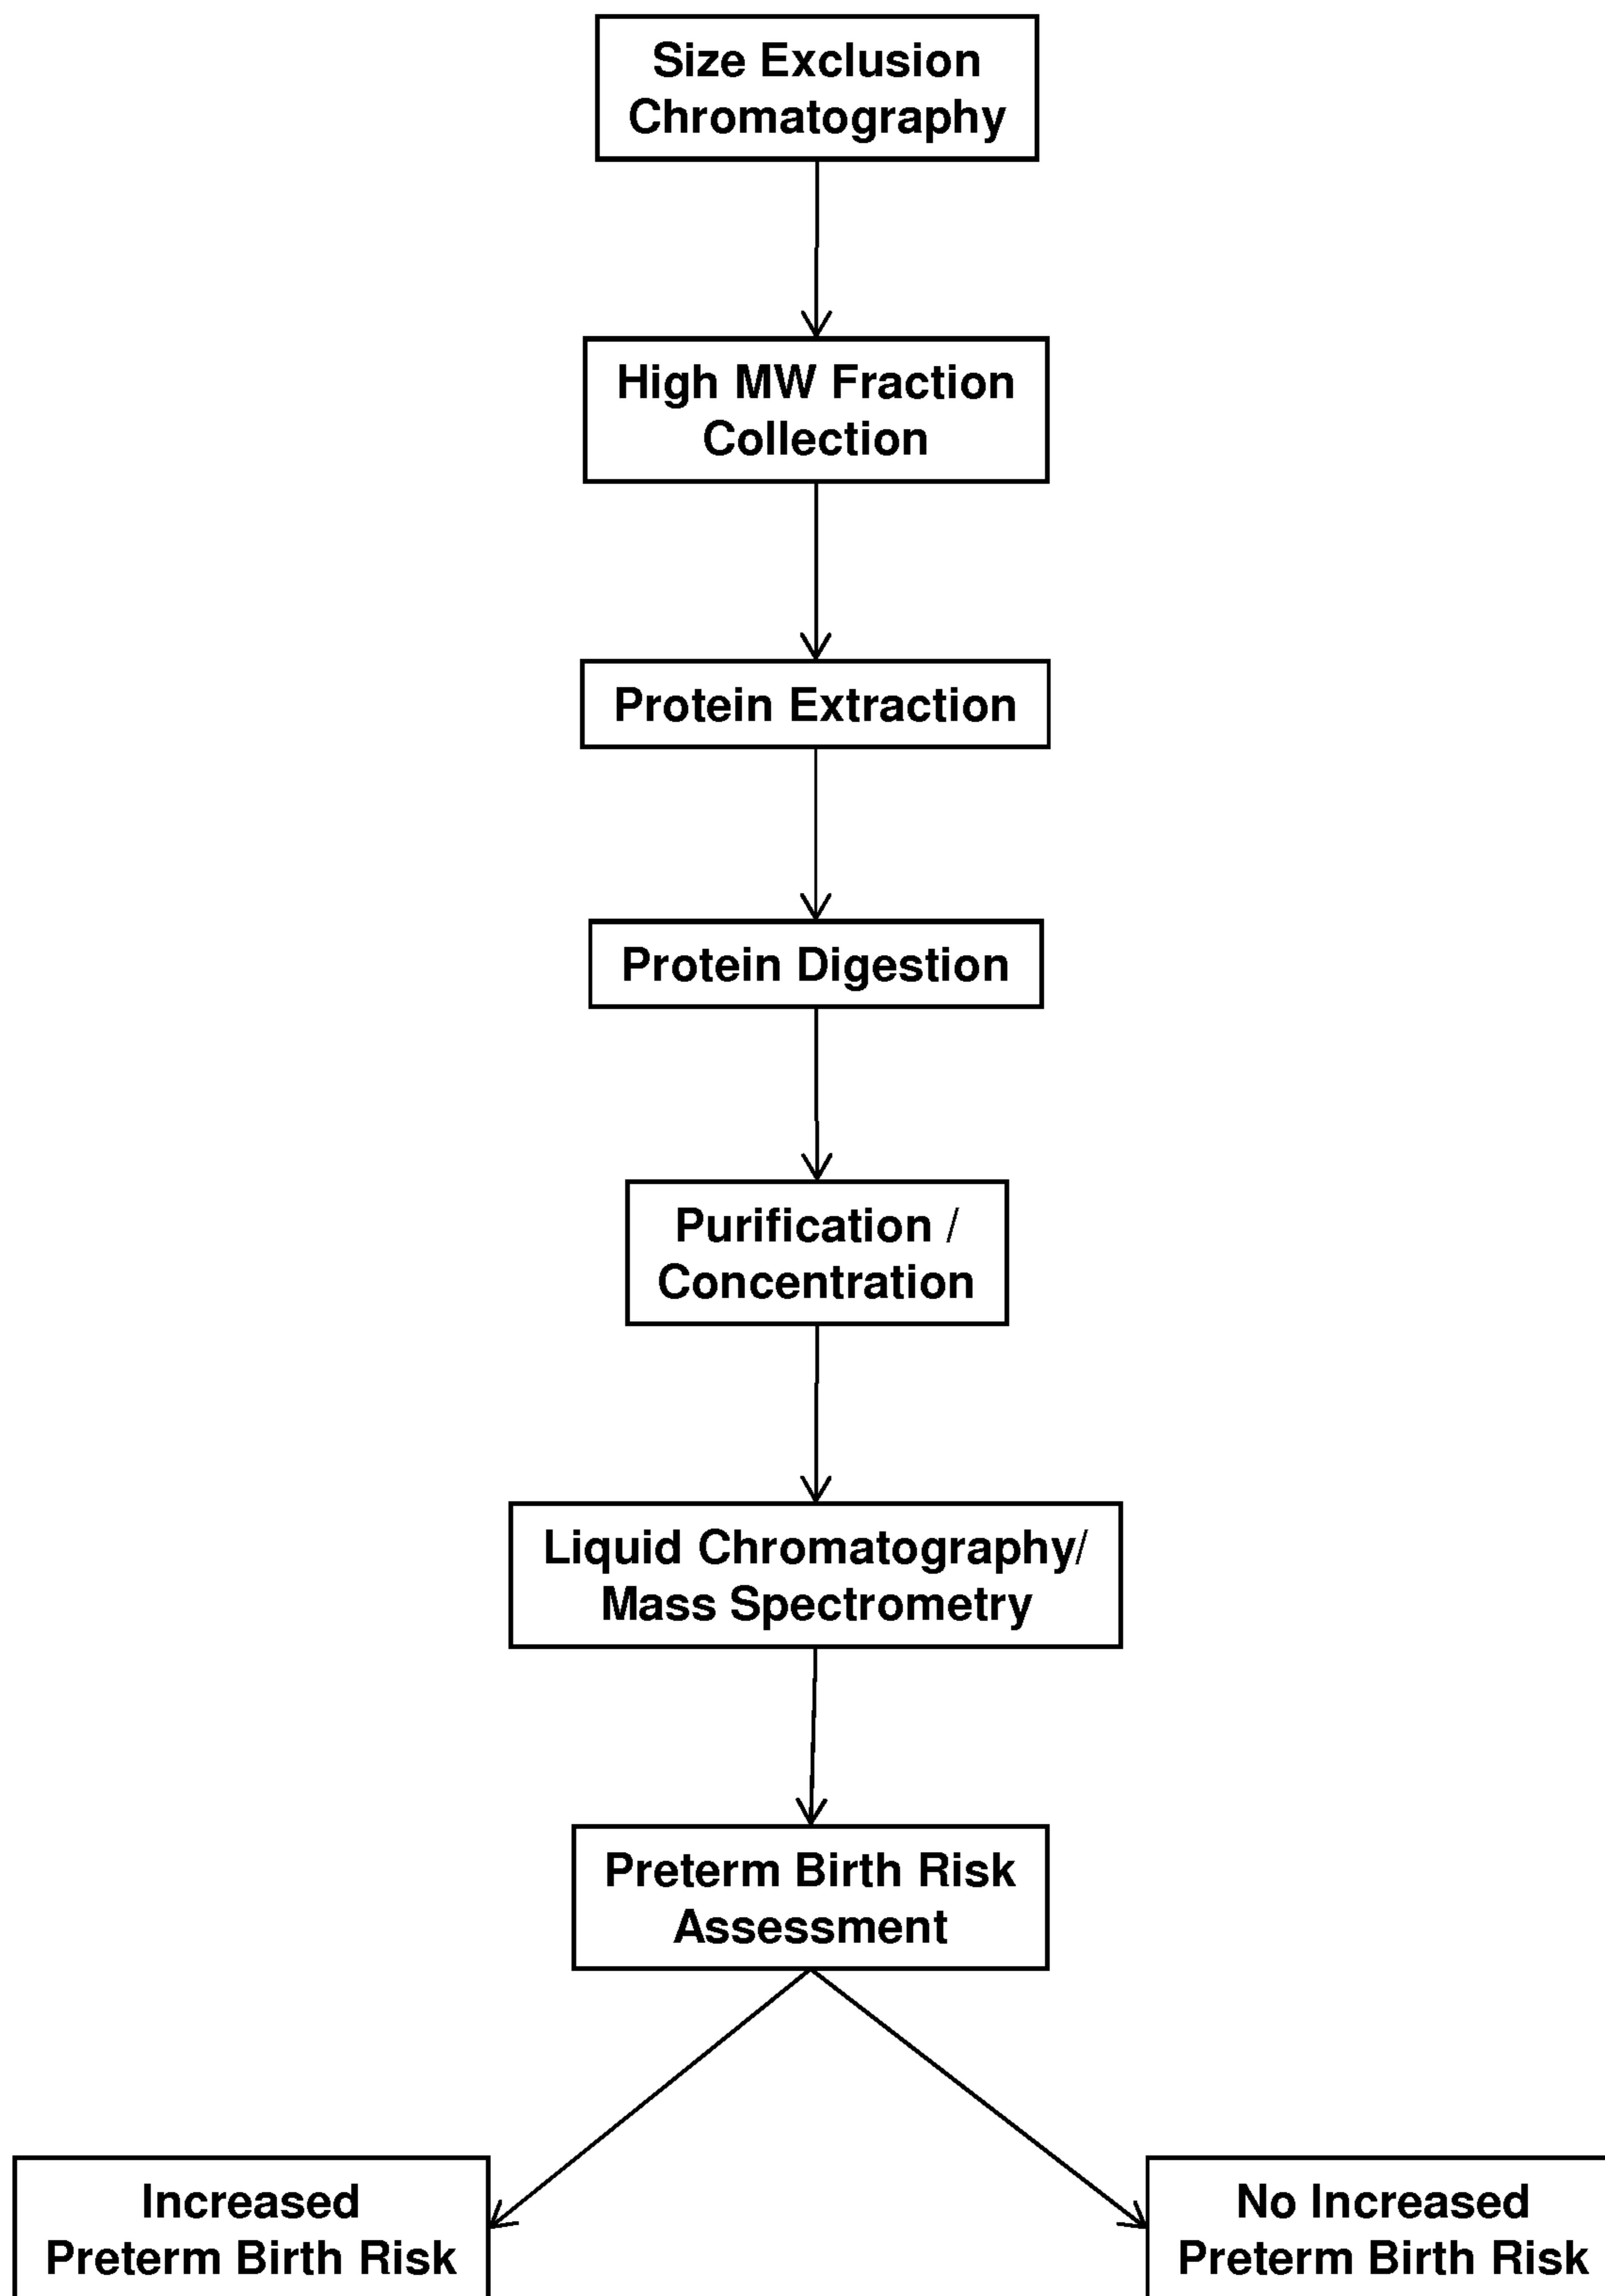 Size Exclusion
Chromatography
High MW Fraction
Collection
Protein Extraction
Protein Digestion
Purification /
Concentration
Liquid Chromatography/
Mass Spectrometry
Preterm Birth Risk
Assessment
Increased
Preterm Birth Risk
No Increased
Preterm Birth Risk